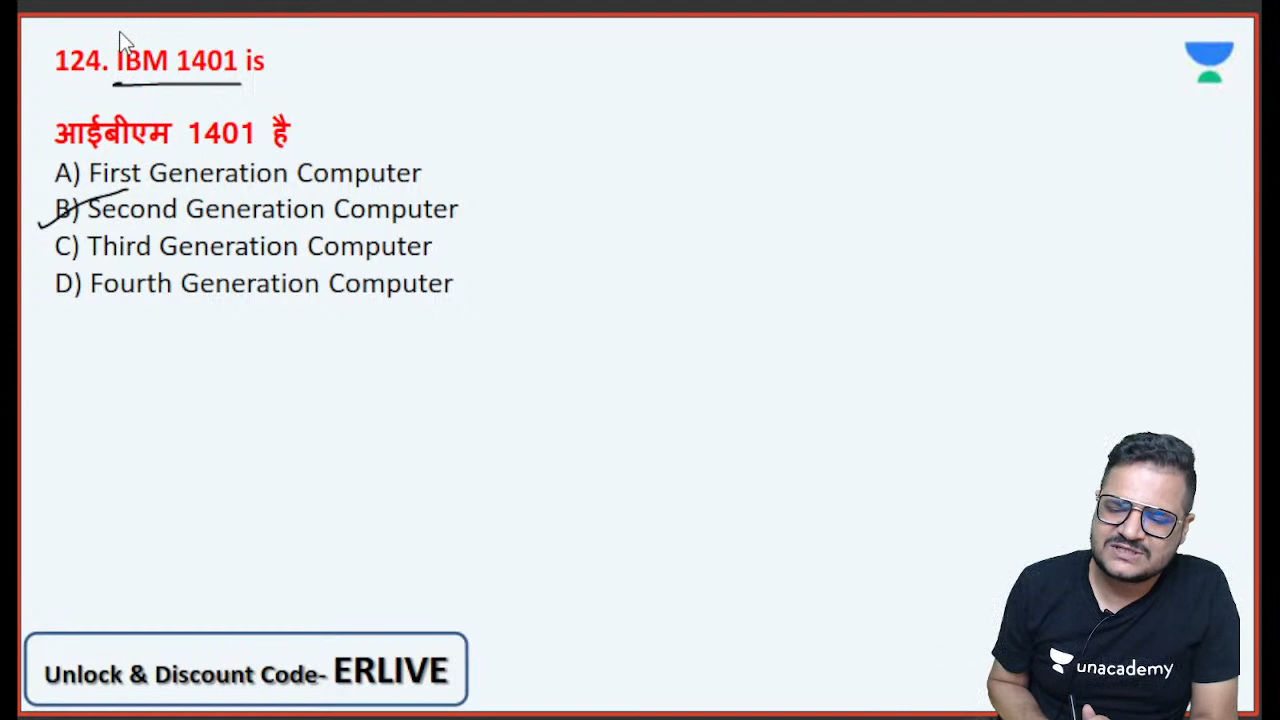 124. IBM 1401 is
आईबीएम 1401 है
A) First Generation Computer
B) Second Generation Computer
C) Third Generation Computer
D) Fourth Generation Computer
Unlock & Discount Code- ERLIVE
unacademy